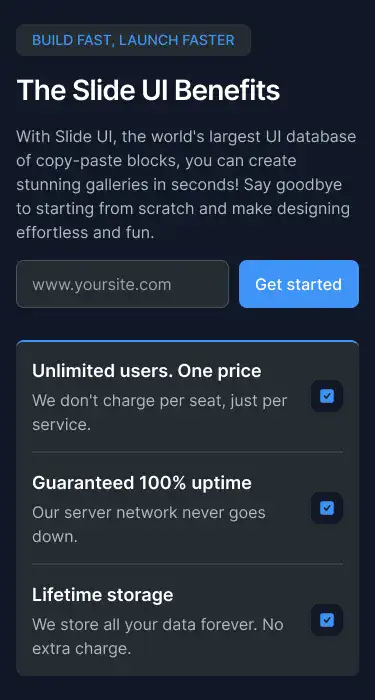 BUILD FAST, LAUNCH FASTER
The Slide UI Benefits
With Slide UI, the world's largest UI database
of copy-paste blocks, you can create
stunning galleries in seconds! Say goodbye
to starting from scratch and make designing
effortless and fun.
www.yoursite.com
Get started
Unlimited users. One price
We don't charge per seat, just per
service.
Guaranteed 100% uptime
Our server network never goes
down.
Lifetime storage
We store all your data forever. No
extra charge.